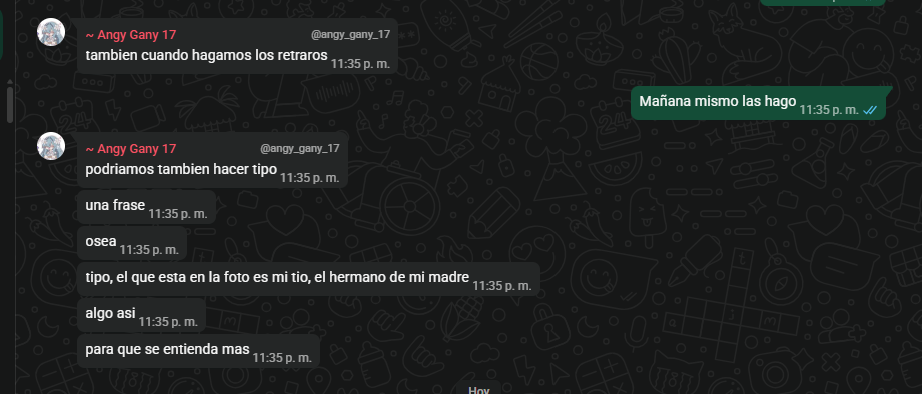 ~ Angy Gany 17 @angy_gany_17
tambien cuando hagamos los retraros 11:35 p. m.
Mañana mismo las hago 11:35 p. m.
~ Angy Gany 17 @angy_gany_17
podriamos tambien hacer tipo 11:35 p. m.
una frase 11:35 p. m.
osea 11:35 p. m.
tipo, el que esta en la foto es mi tio, el hermano de mi madre 11:35 p. m.
algo asi 11:35 p. m.
para que se entienda mas 11:35 p. m.
Hoy